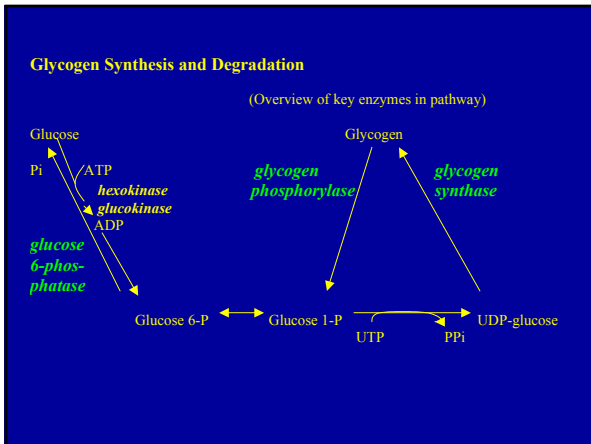 Glycogen Synthesis and Degradation
(Overview of key enzymes in pathway)
Glucose
Glycogen
Pi
ATP
hexokinase
glucokinase
ADP
glucose
6-phos-
phatase
glycogen
phosphorylase
glycogen
synthase
Glucose 6-P
Glucose 1-P
UDP-glucose
UTP
PPi